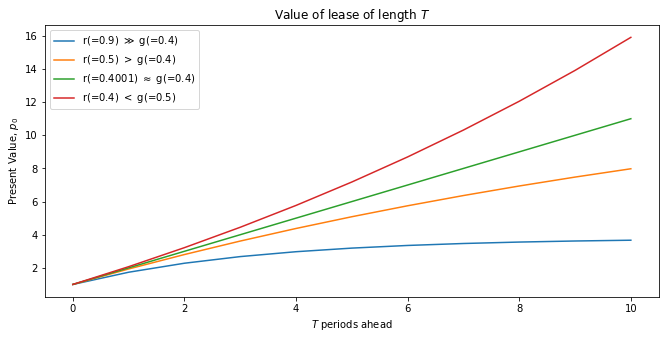 Value of lease of length T
r(=0.9) ≫ g(=0.4)
r(=0.5) > g(=0.4)
r(=0.4001) ≈ g(=0.4)
r(=0.4) < g(=0.5)
Present Value, p₀
16
14
12
10
8
6
4
2
0 2 4 6 8 10
T periods ahead